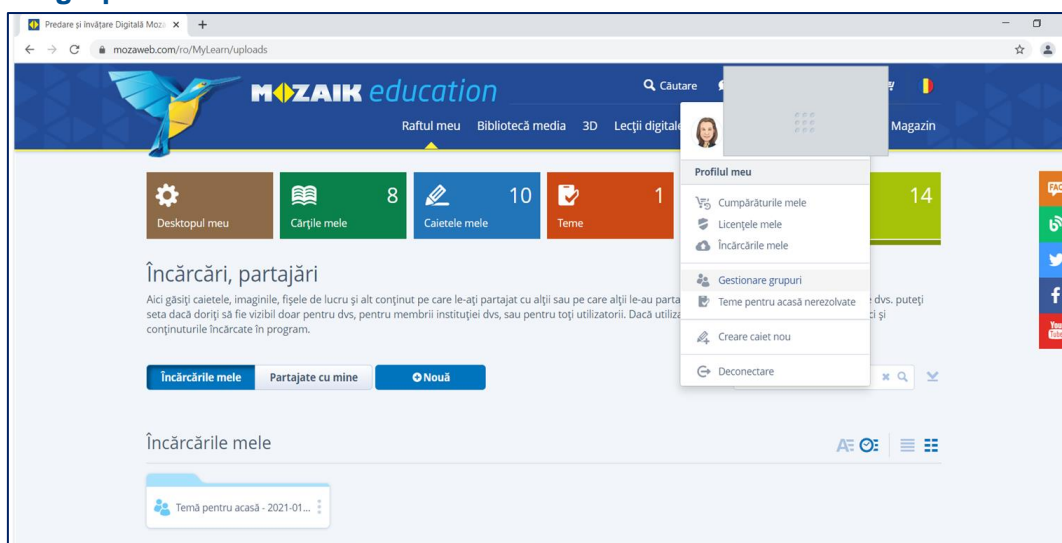 Predare și învățare Digitală Moza
mozaweb.com/ro/MyLearn/uploads
MOZAIK education
Căutare
Raftul meu Bibliotecă media 3D Lecții digitale Magazin
Profilul meu
Cumpărăturile mele
Licențele mele
Încărcările mele
Gestionare grupuri
Teme pentru acasă nerezolvate
Creare caiet nou
Deconectare
Desktopul meu
8
Cărțile mele
10
Caietele mele
1
Teme
14
Încărcări, partajări
Aici găsiți caietele, imaginile, fișele de lucru și alt conținut pe care le-ați partajat cu alții sau pe care alții le-au parta dvs. puteți
seta dacă doriți să fie vizibil doar pentru dvs, pentru membrii instituției dvs, sau pentru toți utilizatorii. Dacă utiliza ci și
conținuturile încărcate în program.
Încărcările mele Partajate cu mine Nouă
Încărcările mele
Temă pentru acasă - 2021-01...
FAQ
You
Tube